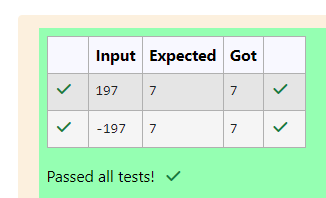 Input Expected Got
197 7 7
-197 7 7
Passed all tests!